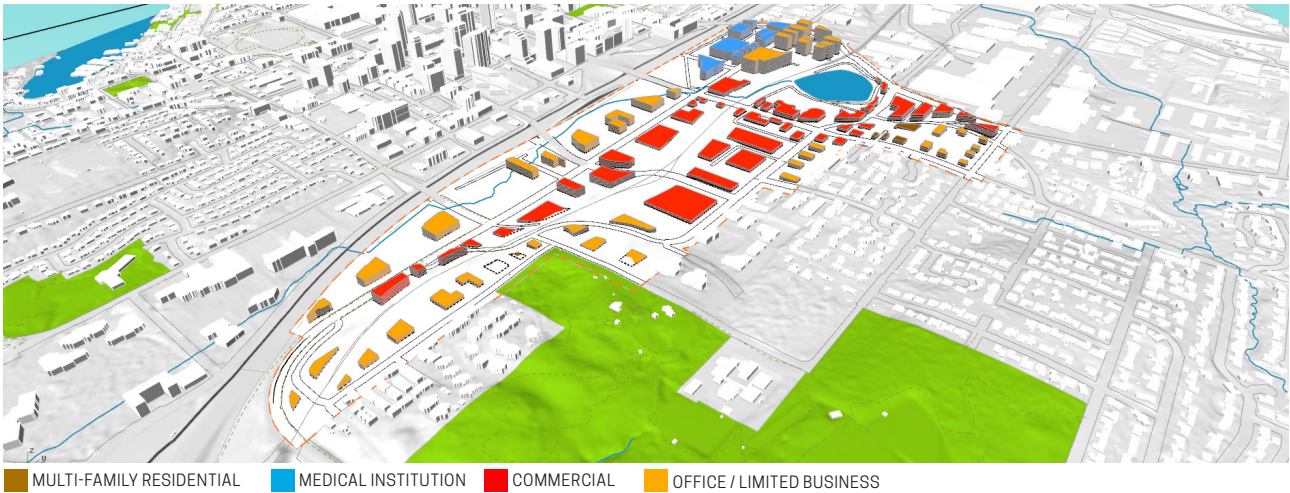 z
y
MULTI-FAMILY RESIDENTIAL MEDICAL INSTITUTION COMMERCIAL OFFICE / LIMITED BUSINESS